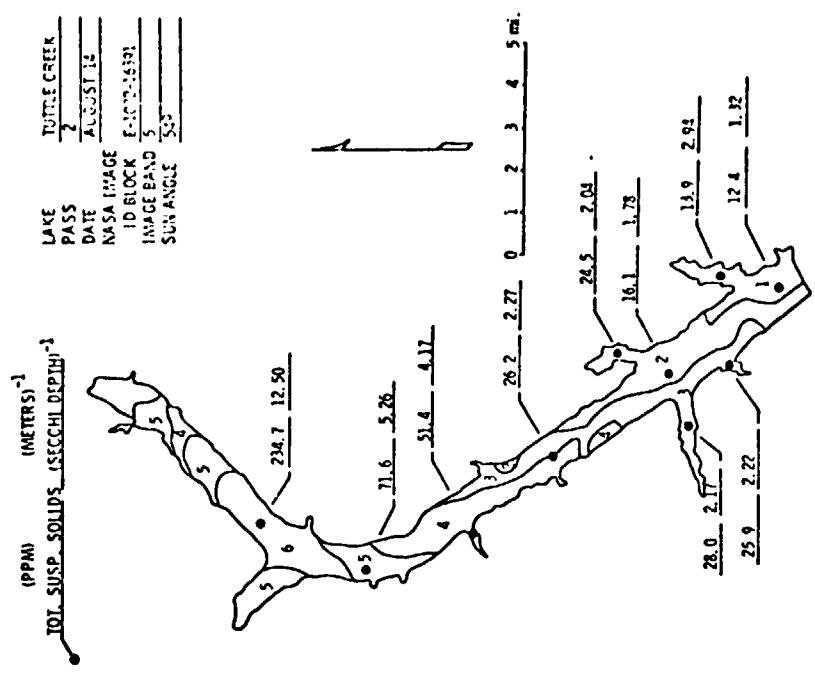 (PPM) (METERS)⁻¹
TOT. SUSP. SOLIDS (SECCHI DEPTH)⁻¹
LAKE TUTTLE CREEK
PASS 2
DATE AUGUST 14
NASA IMAGE
ID BLOCK
IMAGE BAND 5
SUN ANGLE
234.7 12.50
71.6 5.26
51.4 4.17
26.2 2.27
0 1 2 3 4 5 mi.
24.5 2.04
16.1 1.78
13.9 2.94
12.4 1.32
28.0 2.17
25.9 2.22
5
4
5
6
5
5
4
3
4
2
3
1